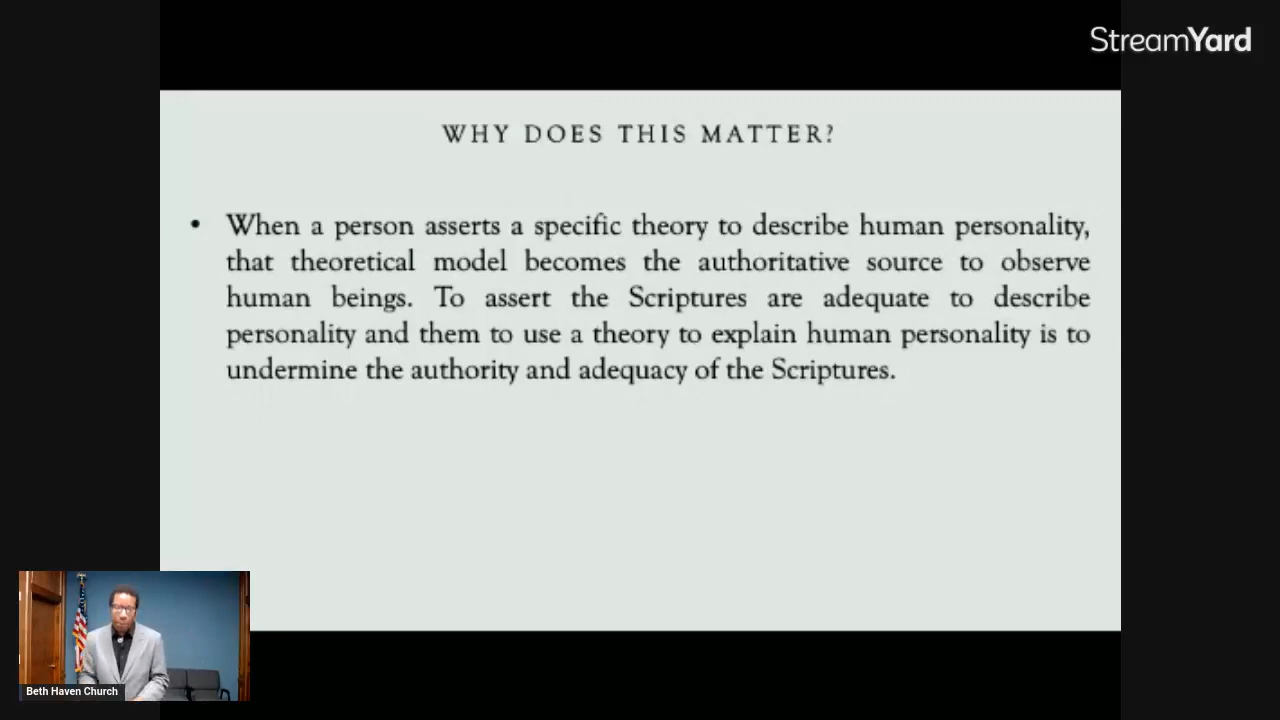 StreamYard
WHY DOES THIS MATTER?
• When a person asserts a specific theory to describe human personality,
that theoretical model becomes the authoritative source to observe
human beings. To assert the Scriptures are adequate to describe
personality and them to use a theory to explain human personality is to
undermine the authority and adequacy of the Scriptures.
Beth Haven Church